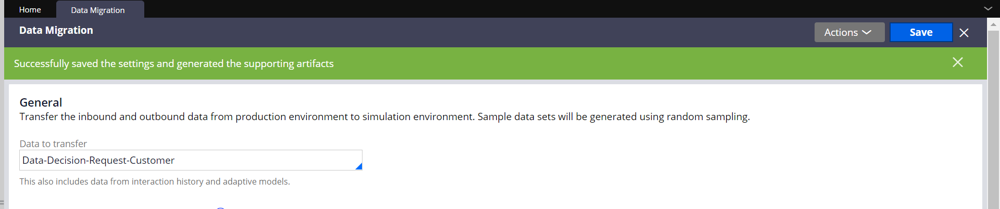 Home
Data Migration
Data Migration
Actions
Save
Successfully saved the settings and generated the supporting artifacts
General
Transfer the inbound and outbound data from production environment to simulation environment. Sample data sets will be generated using random sampling.
Data to transfer
Data-Decision-Request-Customer
This also includes data from interaction history and adaptive models.